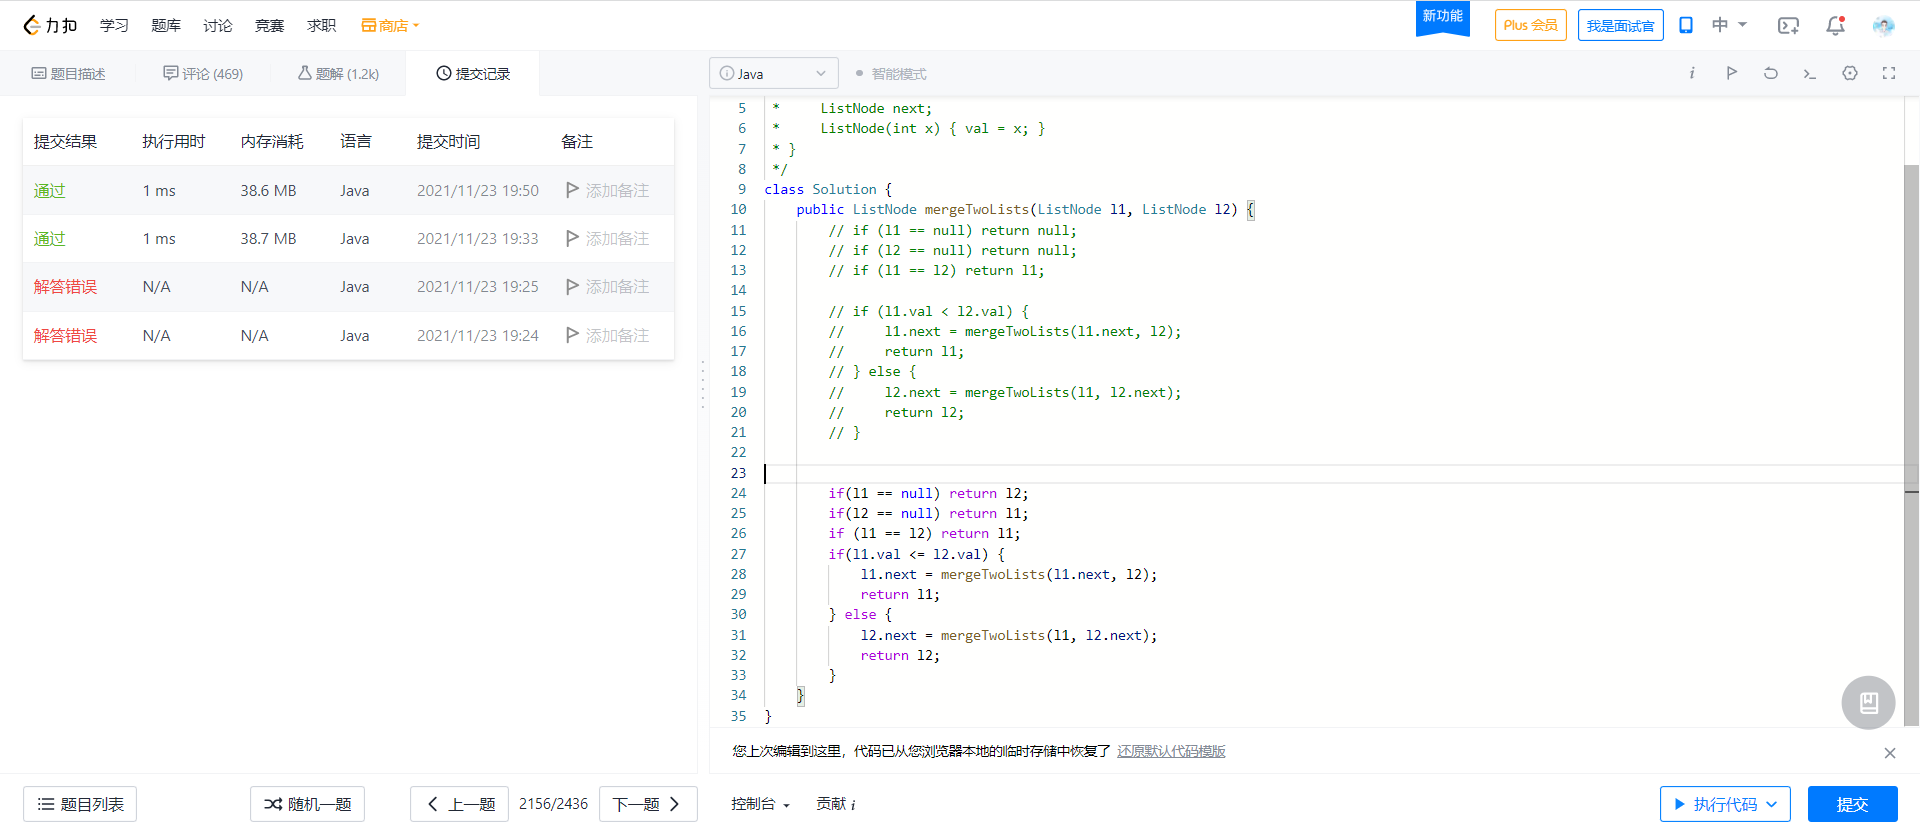 力扣 学习 题库 讨论 竞赛 求职 商店 新功能 Plus 会员 我是面试官 中
题目描述 评论 (469) 题解 (1.2k) 提交记录 Java 智能模式
提交结果 执行用时 内存消耗 语言 提交时间 备注
通过 1 ms 38.6 MB Java 2021/11/23 19:50 添加备注
通过 1 ms 38.7 MB Java 2021/11/23 19:33 添加备注
解答错误 N/A N/A Java 2021/11/23 19:25 添加备注
解答错误 N/A N/A Java 2021/11/23 19:24 添加备注
5 *     ListNode next;
6 *     ListNode(int x) { val = x; }
7 * }
8 */
9 class Solution {
10     public ListNode mergeTwoLists(ListNode l1, ListNode l2) {
11         // if (l1 == null) return null;
12         // if (l2 == null) return null;
13         // if (l1 == l2) return l1;
14
15         // if (l1.val < l2.val) {
16         //     l1.next = mergeTwoLists(l1.next, l2);
17         //     return l1;
18         // } else {
19         //     l2.next = mergeTwoLists(l1, l2.next);
20         //     return l2;
21         // }
22
23
24         if(l1 == null) return l2;
25         if(l2 == null) return l1;
26         if (l1 == l2) return l1;
27         if(l1.val <= l2.val) {
28             l1.next = mergeTwoLists(l1.next, l2);
29             return l1;
30         } else {
31             l2.next = mergeTwoLists(l1, l2.next);
32             return l2;
33         }
34     }
35 }
您上次编辑到这里，代码已从您浏览器本地的临时存储中恢复了 还原默认代码模版
题目列表 随机一题 上一题 2156/2436 下一题 控制台 贡献 i 执行代码 提交